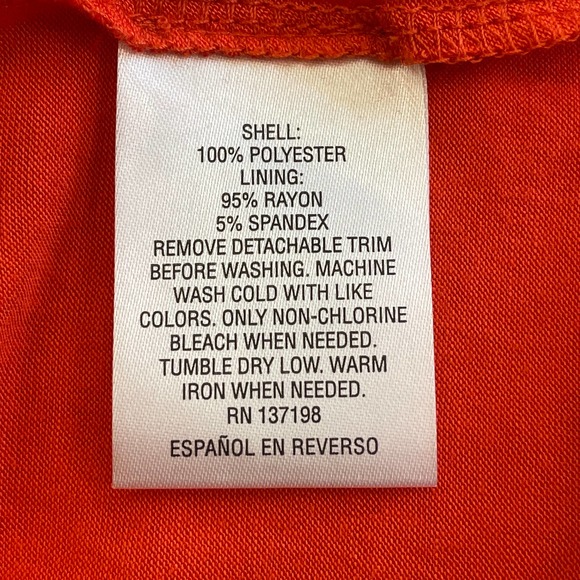 SHELL:
100% POLYESTER
LINING:
95% RAYON
5% SPANDEX
REMOVE DETACHABLE TRIM
BEFORE WASHING. MACHINE
WASH COLD WITH LIKE
COLORS. ONLY NON-CHLORINE
BLEACH WHEN NEEDED.
TUMBLE DRY LOW. WARM
IRON WHEN NEEDED.
RN 137198
ESPAÑOL EN REVERSO